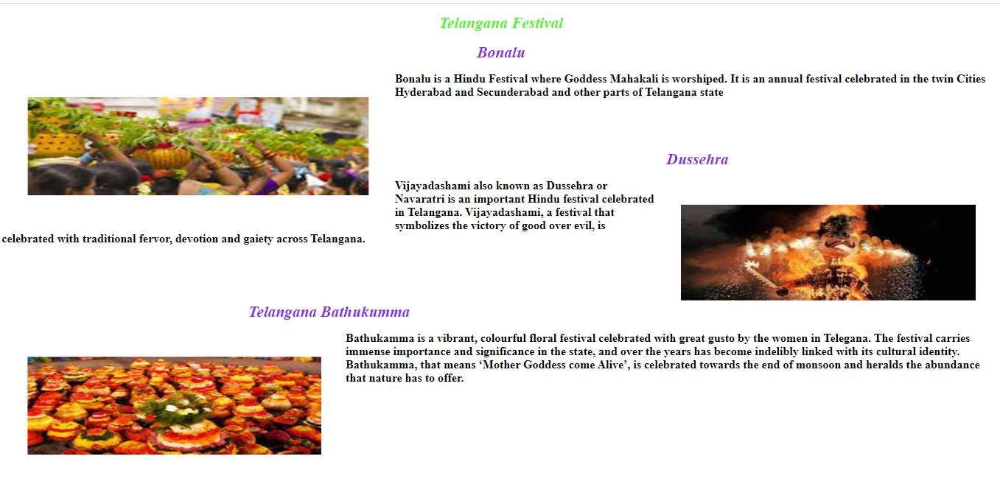 Telangana Festival
Bonalu
Bonalu is a Hindu Festival where Goddess Mahakali is worshiped. It is an annual festival celebrated in the twin Cities
Hyderabad and Secunderabad and other parts of Telangana state
Dussehra
Vijayadashami also known as Dussehra or
Navaratri is an important Hindu festival celebrated
in Telangana. Vijayadashami, a festival that
symbolizes the victory of good over evil, is
celebrated with traditional fervor, devotion and gaiety across Telangana.
Telangana Bathukumma
Bathukamma is a vibrant, colourful floral festival celebrated with great gusto by the women in Telegana. The festival carries
immense importance and significance in the state, and over the years has become indelibly linked with its cultural identity.
Bathukamma, that means ‘Mother Goddess come Alive’, is celebrated towards the end of monsoon and heralds the abundance
that nature has to offer.